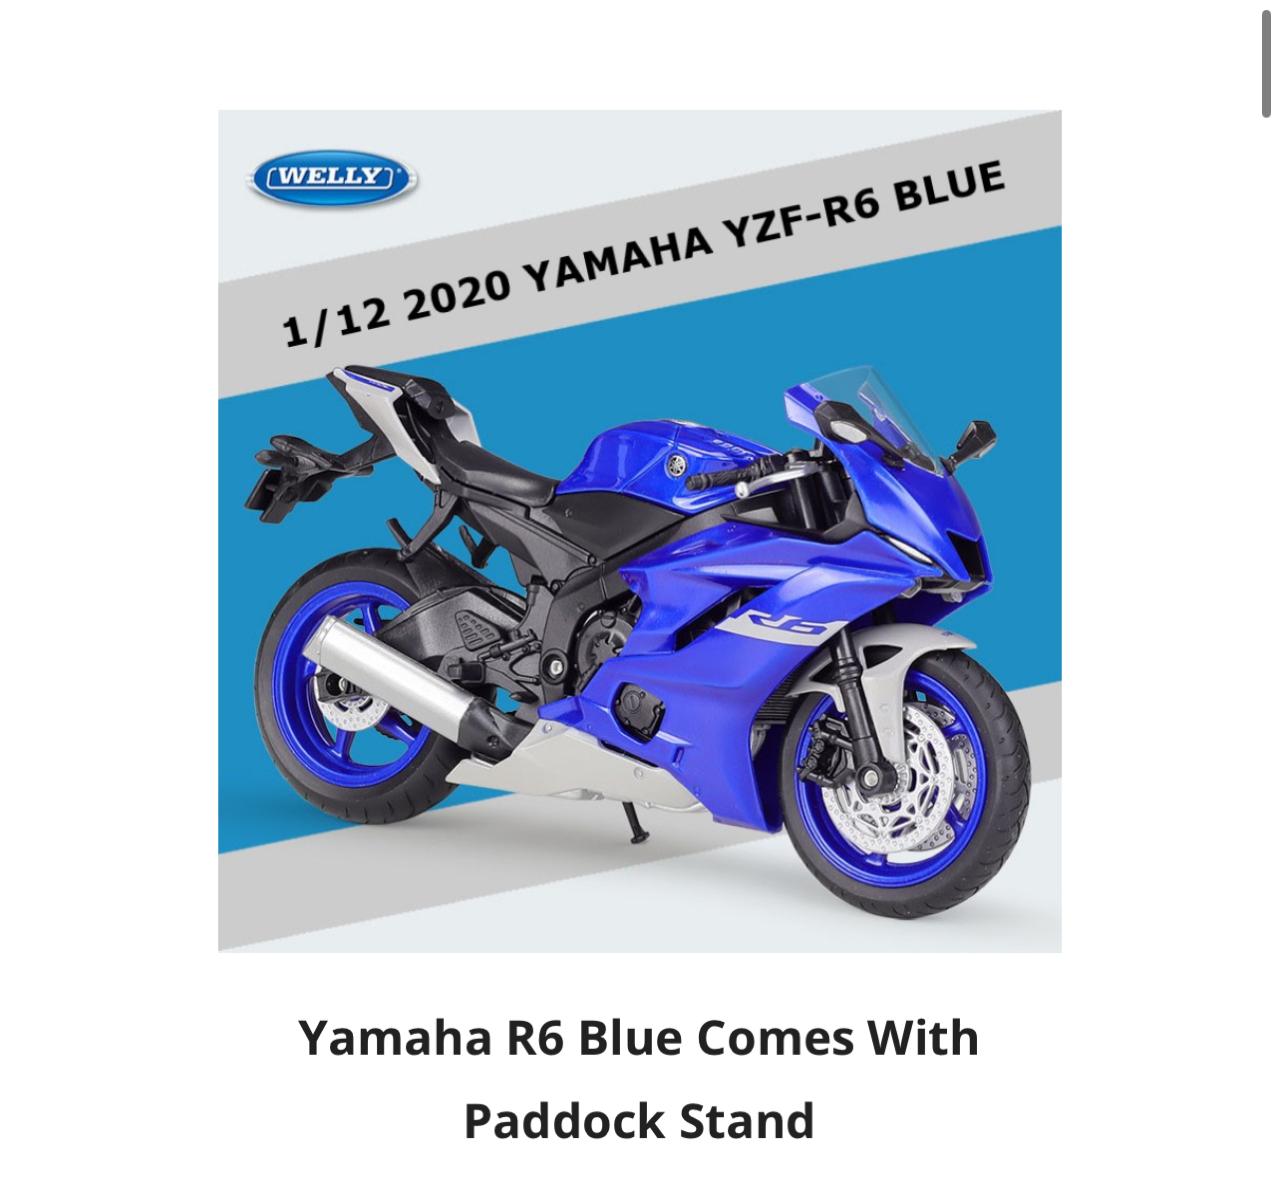 WELLY
1/12 2020 YAMAHA YZF-R6 BLUE
R6
Yamaha R6 Blue Comes With
Paddock Stand